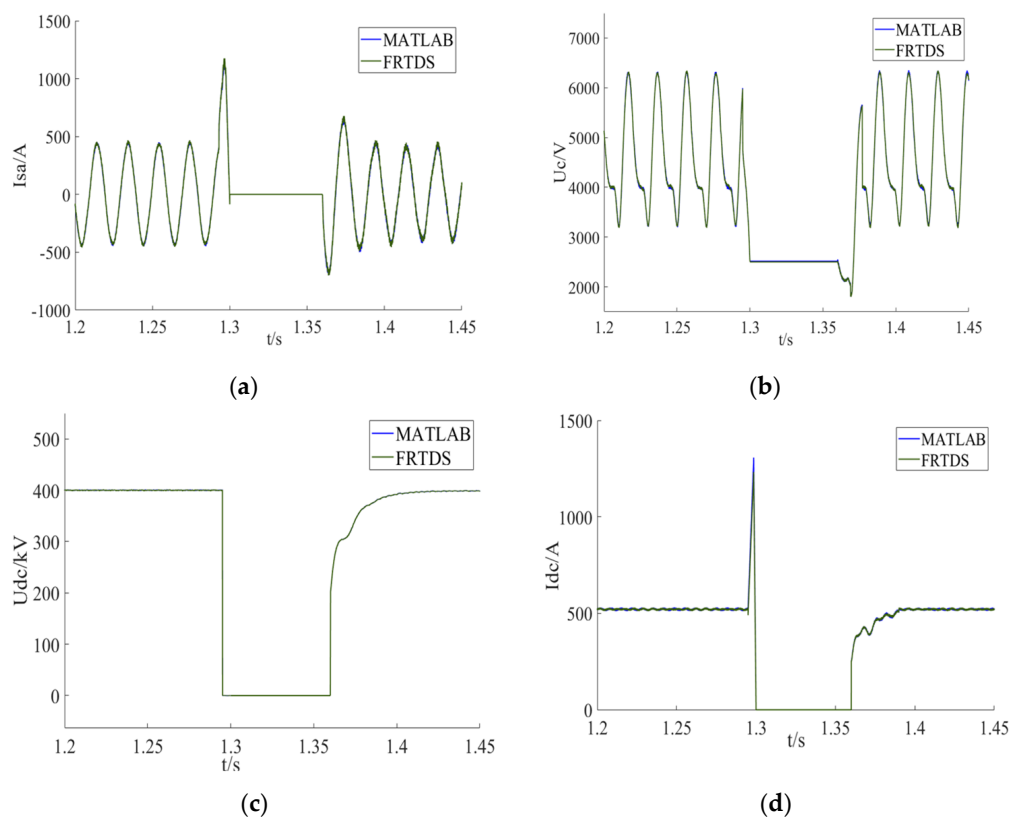 1500
1000
500
0
-500
-1000
Isa/A
MATLAB
FRTDS
1.2
1.25
1.3
1.35
1.4
1.45
t/s
(a)
7000
6000
5000
4000
3000
2000
Uc/V
MATLAB
FRTDS
1.2
1.25
1.3
1.35
1.4
1.45
t/s
(b)
500
400
300
200
100
0
Udc/kV
MATLAB
FRTDS
1.2
1.25
1.3
1.35
1.4
1.45
t/s
(c)
1500
1000
500
0
Idc/A
MATLAB
FRTDS
1.2
1.25
1.3
1.35
1.4
1.45
t/s
(d)